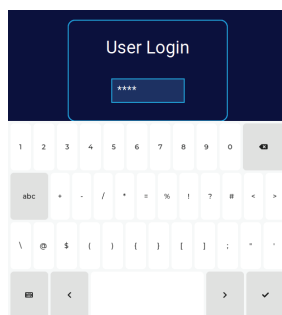 User Login
****
1 2 3 4 5 6 7 8 9 0
abc + - / * = % ! ? # < >
\ @ $ ( ) { } [ ] ; " '